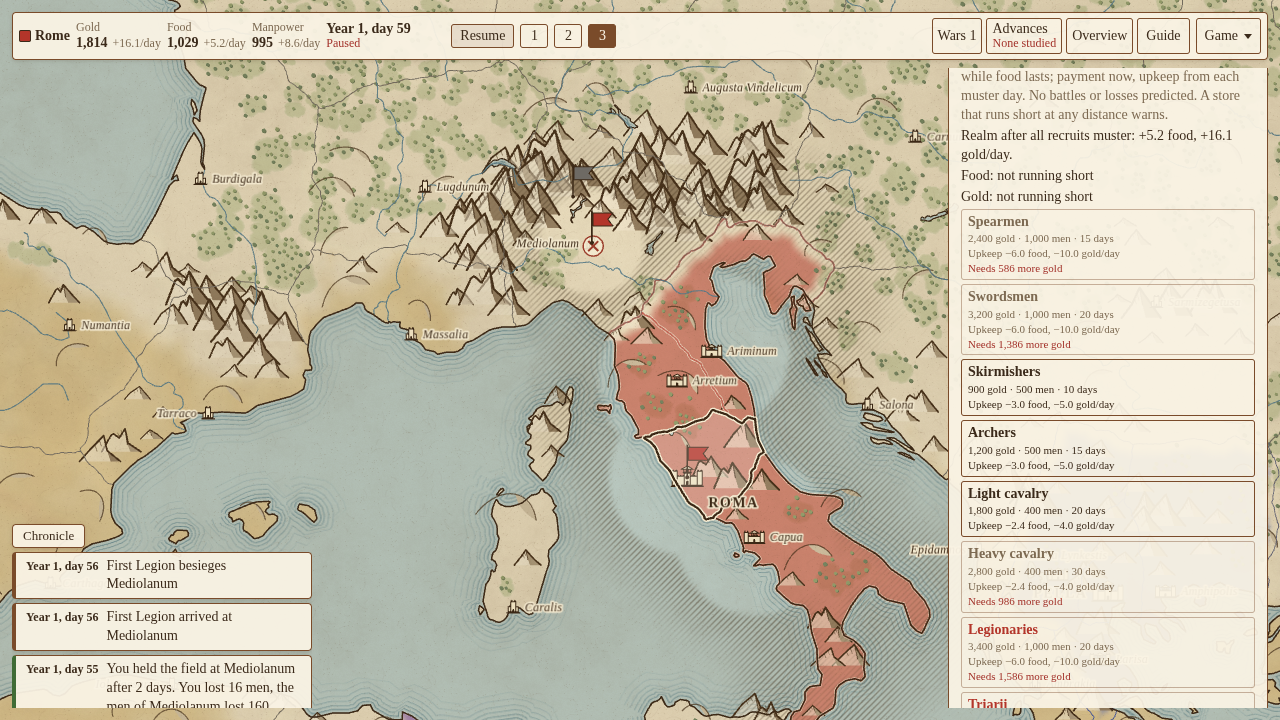 Rome
Gold
1,814 +16.1/day
Food
1,029 +5.2/day
Manpower
995 +8.6/day
Year 1, day 59
Paused
Resume
1
2
3
Wars 1
Advances
None studied
Overview
Guide
Game
Augusta Vindelicum
Burdigala
Lugdunum
Mediolanum
Numantia
Massalia
Ariminum
Arretium
Tarraco
Salona
ROMA
Capua
Epidam
Caralis
Chronicle
Year 1, day 56 First Legion besieges
Mediolanum
Year 1, day 56 First Legion arrived at
Mediolanum
Year 1, day 55 You held the field at Mediolanum
after 2 days. You lost 16 men, the
men of Mediolanum lost 160
while food lasts; payment now, upkeep from each
muster day. No battles or losses predicted. A store
that runs short at any distance warns.
Realm after all recruits muster: +5.2 food, +16.1
gold/day.
Food: not running short
Gold: not running short
Spearmen
2,400 gold · 1,000 men · 15 days
Upkeep −6.0 food, −10.0 gold/day
Needs 586 more gold
Swordsmen
3,200 gold · 1,000 men · 20 days
Upkeep −6.0 food, −10.0 gold/day
Needs 1,386 more gold
Skirmishers
900 gold · 500 men · 10 days
Upkeep −3.0 food, −5.0 gold/day
Archers
1,200 gold · 500 men · 15 days
Upkeep −3.0 food, −5.0 gold/day
Light cavalry
1,800 gold · 400 men · 20 days
Upkeep −2.4 food, −4.0 gold/day
Heavy cavalry
2,800 gold · 400 men · 30 days
Upkeep −2.4 food, −4.0 gold/day
Needs 986 more gold
Legionaries
3,400 gold · 1,000 men · 20 days
Upkeep −6.0 food, −10.0 gold/day
Needs 1,586 more gold
Triarii